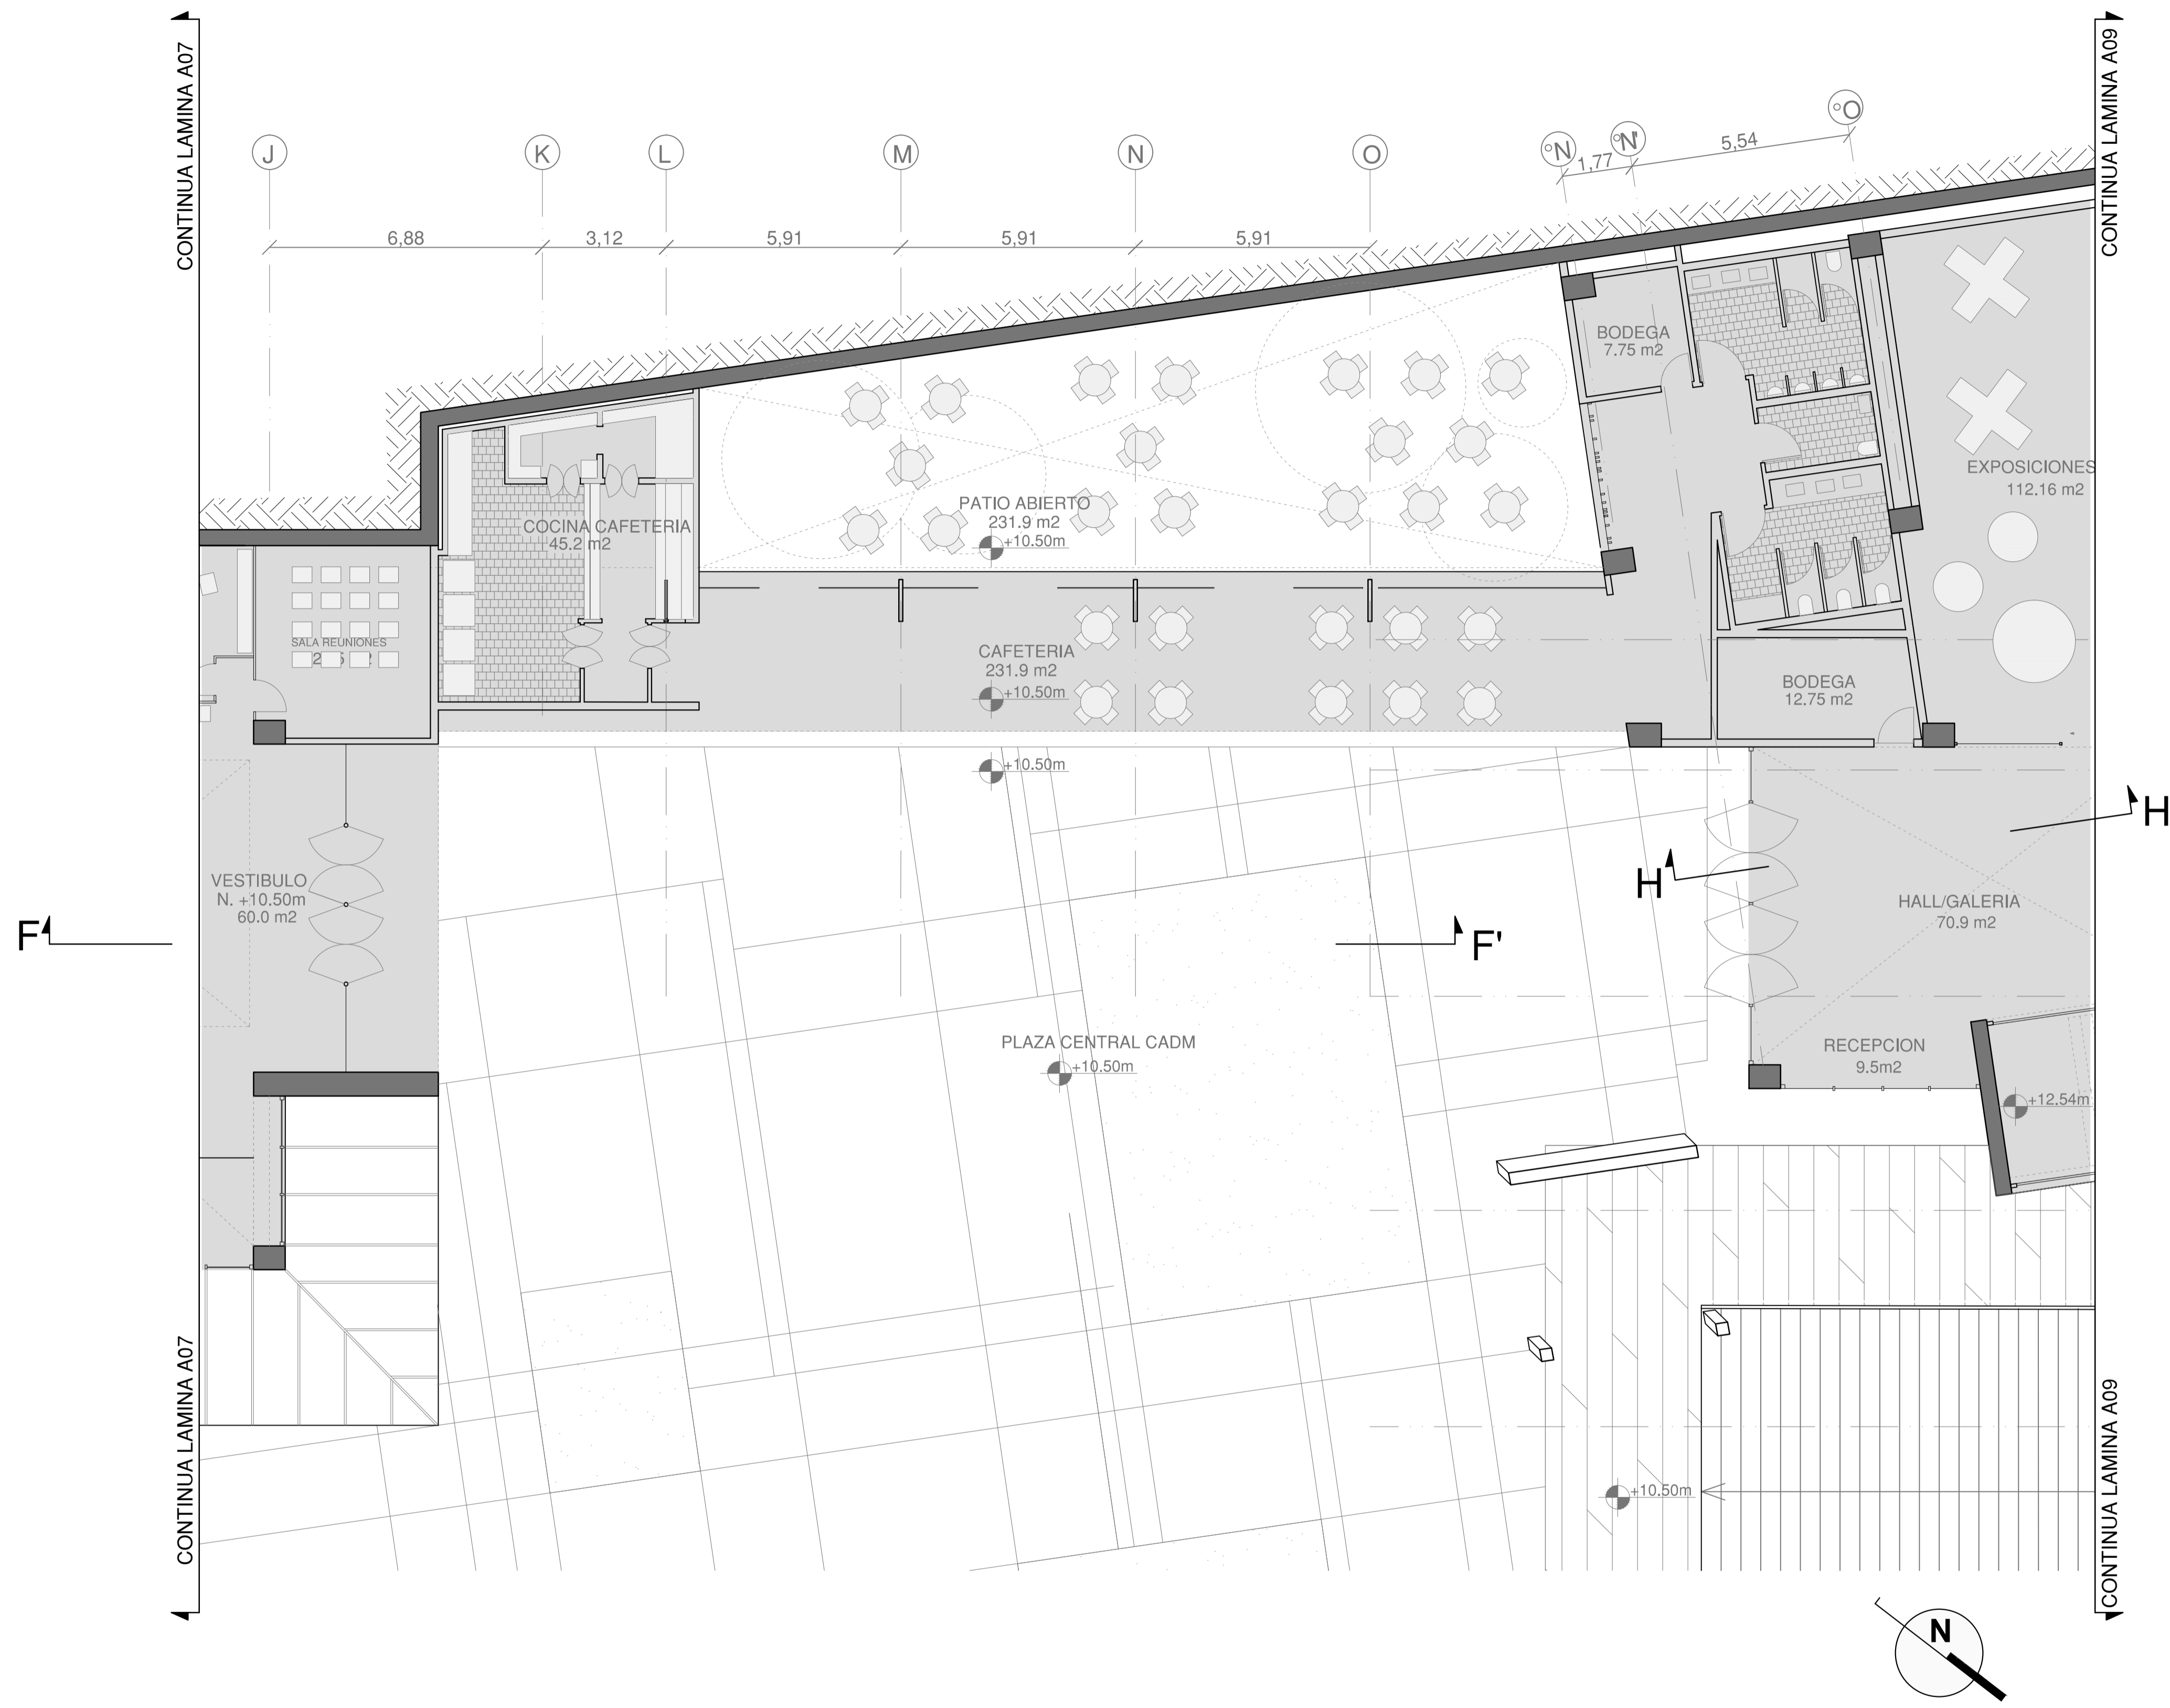 CONTINUA LAMINA A07
CONTINUA LAMINA A09
J
K
L
M
N
O
°N
°N'
°O
1,77
5,54
6,88
3,12
5,91
5,91
5,91
BODEGA
7.75 m2
EXPOSICIONES
112.16 m2
PATIO ABIERTO
231.9 m2
+10.50m
COCINA CAFETERIA
45.2 m2
SALA REUNIONES
CAFETERIA
231.9 m2
+10.50m
BODEGA
12.75 m2
+10.50m
H
H
VESTIBULO
N. +10.50m
60.0 m2
HALL/GALERIA
70.9 m2
F
F'
PLAZA CENTRAL CADM
+10.50m
RECEPCION
9.5m2
+12.54m
+10.50m
CONTINUA LAMINA A07
CONTINUA LAMINA A09
N